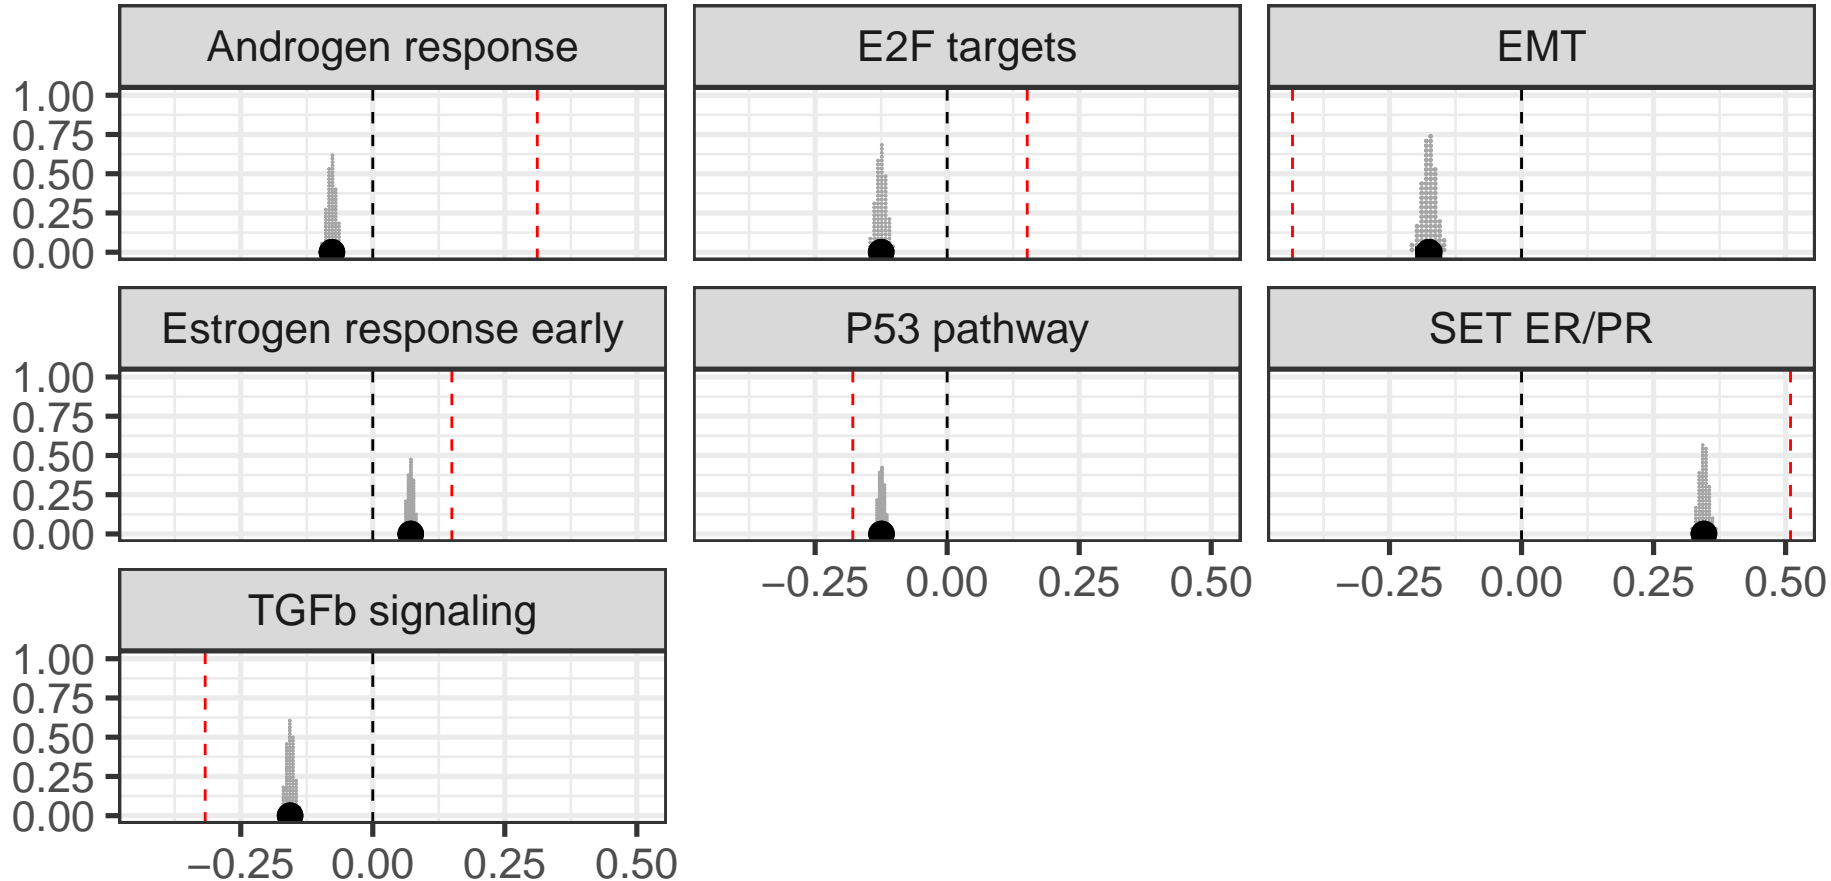 Androgen response
E2F targets
EMT
1.00
0.75
0.50
0.25
0.00
Estrogen response early
P53 pathway
SET ER/PR
1.00
0.75
0.50
0.25
0.00
−0.25 0.00 0.25 0.50
−0.25 0.00 0.25 0.50
TGFb signaling
1.00
0.75
0.50
0.25
0.00
−0.25 0.00 0.25 0.50